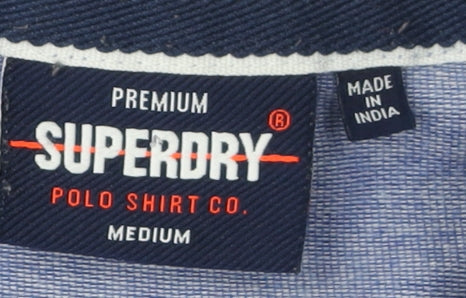 PREMIUM
SUPERDRY®
POLO SHIRT CO.
MEDIUM
MADE
IN
INDIA